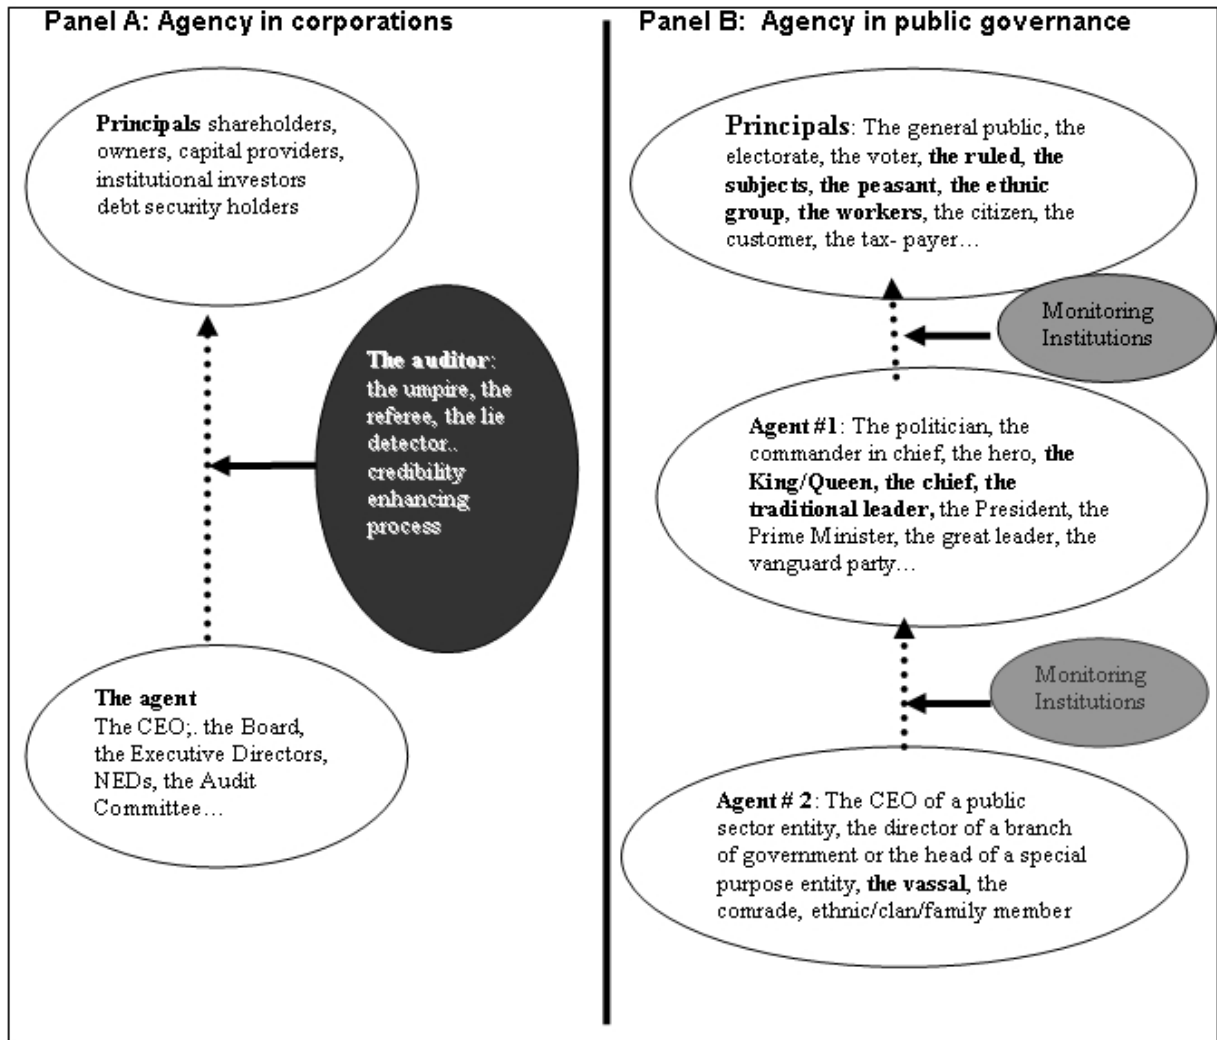 Panel A: Agency in corporations
Principals shareholders,
owners, capital providers,
institutional investors
debt security holders
The auditor:
the umpire, the
referee, the lie
detector..
credibility
enhancing
process
The agent
The CEO;. the Board,
the Executive Directors,
NEDs, the Audit
Committee…
Panel B: Agency in public governance
Principals: The general public, the
electorate, the voter, the ruled, the
subjects, the peasant, the ethnic
group, the workers, the citizen, the
customer, the tax- payer…
Monitoring
Institutions
Agent #1: The politician, the
commander in chief, the hero, the
King/Queen, the chief, the
traditional leader, the President, the
Prime Minister, the great leader, the
vanguard party…
Monitoring
Institutions
Agent # 2: The CEO of a public
sector entity, the director of a branch
of government or the head of a special
purpose entity, the vassal, the
comrade, ethnic/clan/family member